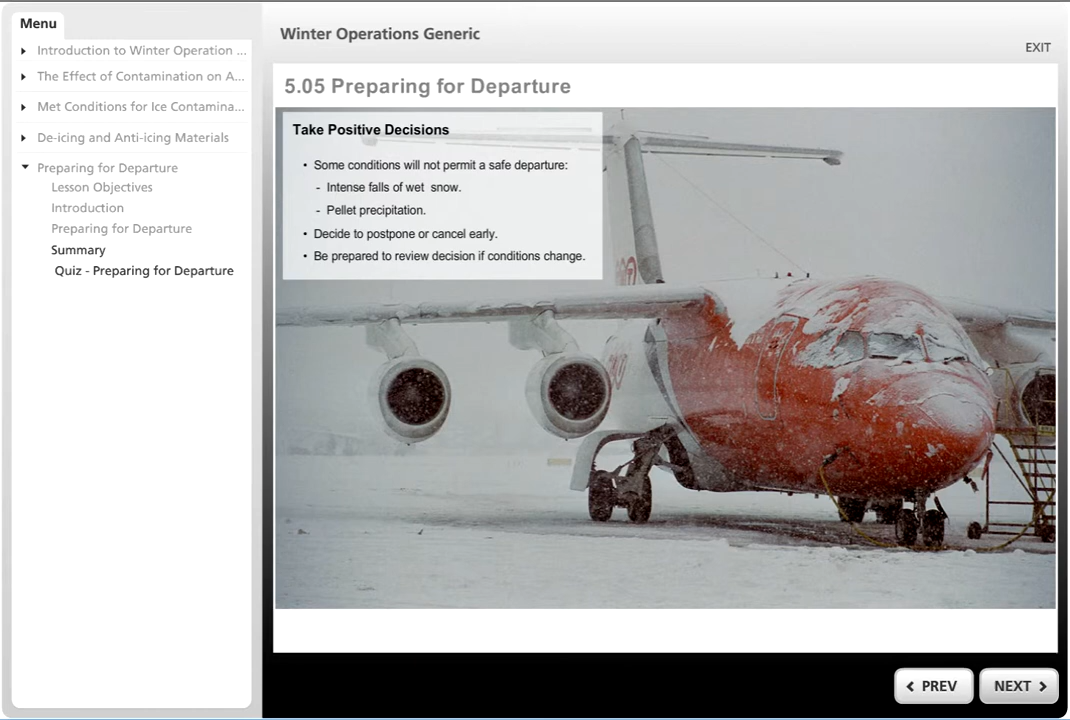 Menu
Introduction to Winter Operation ...
The Effect of Contamination on A...
Met Conditions for Ice Contamina...
De-icing and Anti-icing Materials
Preparing for Departure
Lesson Objectives
Introduction
Preparing for Departure
Summary
Quiz - Preparing for Departure
Winter Operations Generic
EXIT
5.05 Preparing for Departure
Take Positive Decisions
• Some conditions will not permit a safe departure:
- Intense falls of wet snow.
- Pellet precipitation.
• Decide to postpone or cancel early.
• Be prepared to review decision if conditions change.
PREV
NEXT